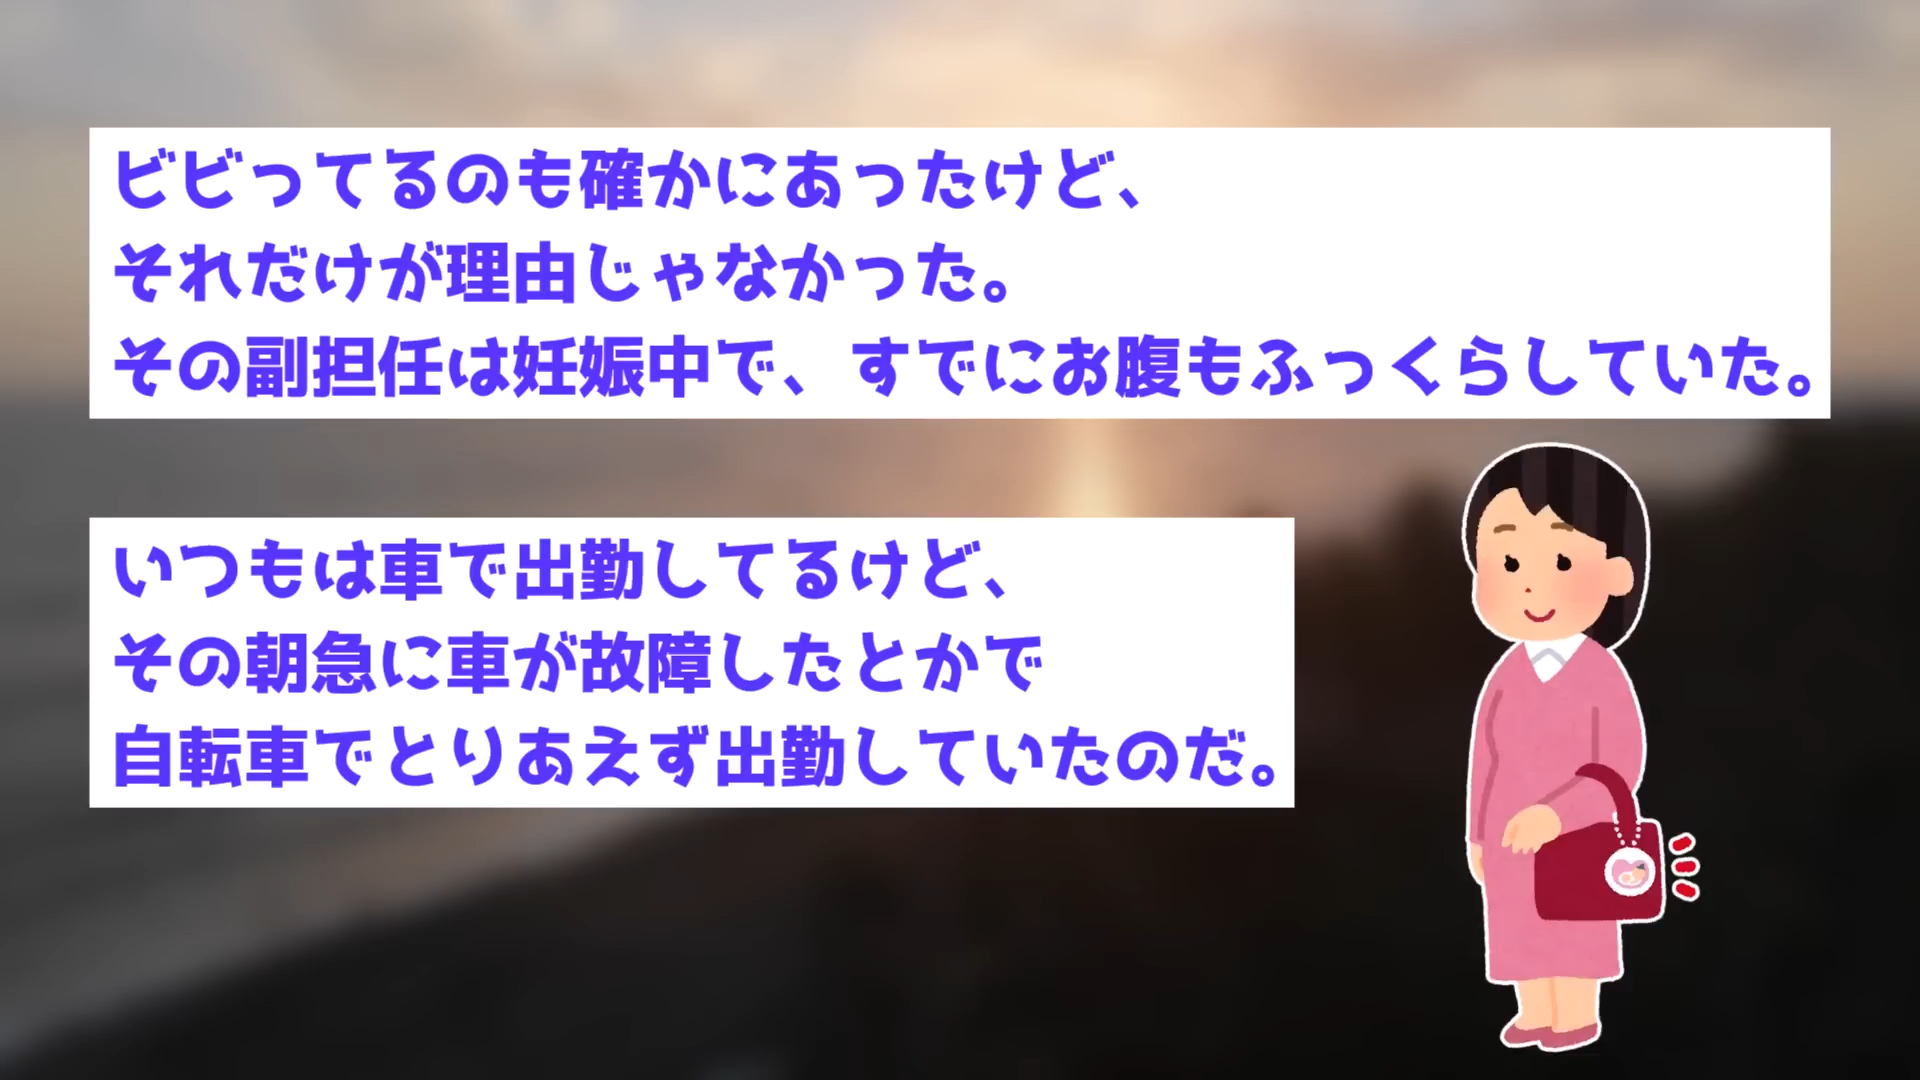 ビビってるのも確かにあったけど、
それだけが理由じゃなかった。
その副担任は妊娠中で、すでにお腹もふっくらしていた。
いつもは車で出勤してるけど、
その朝急に車が故障したとかで
自転車でとりあえず出勤していたのだ。